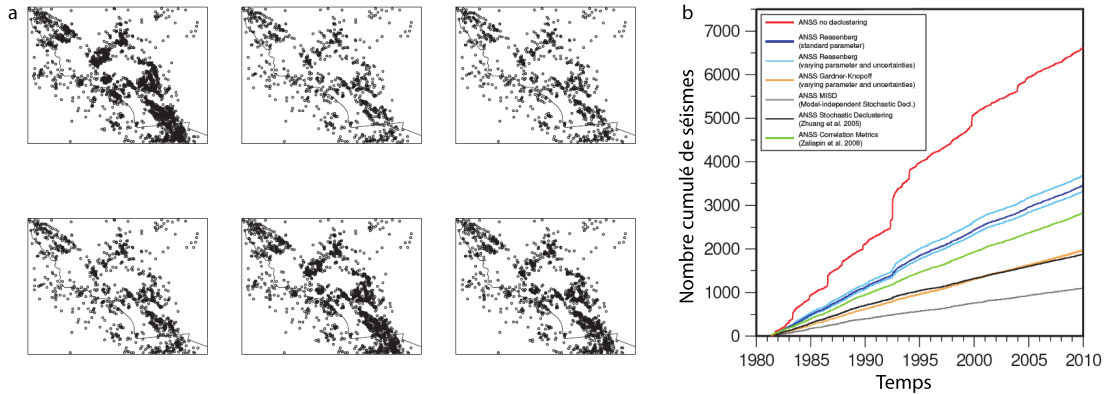 a
b
Nombre cumulé de séismes
7000
6000
5000
4000
3000
2000
1000
0
ANSS no declustering
ANSS Reasenberg
(standard parameter)
ANSS Reasenberg
(varying parameter and uncertainties)
ANSS Gardner-Knopoff
(varying parameter and uncertainties)
ANSS MISD
(Model-independent Stochastic Decl.)
ANSS Stochastic Declustering
(Zhuang et al. 2005)
ANSS Correlation Metrics
(Zaliapin et al. 2008)
1980 1985 1990 1995 2000 2005 2010
Temps